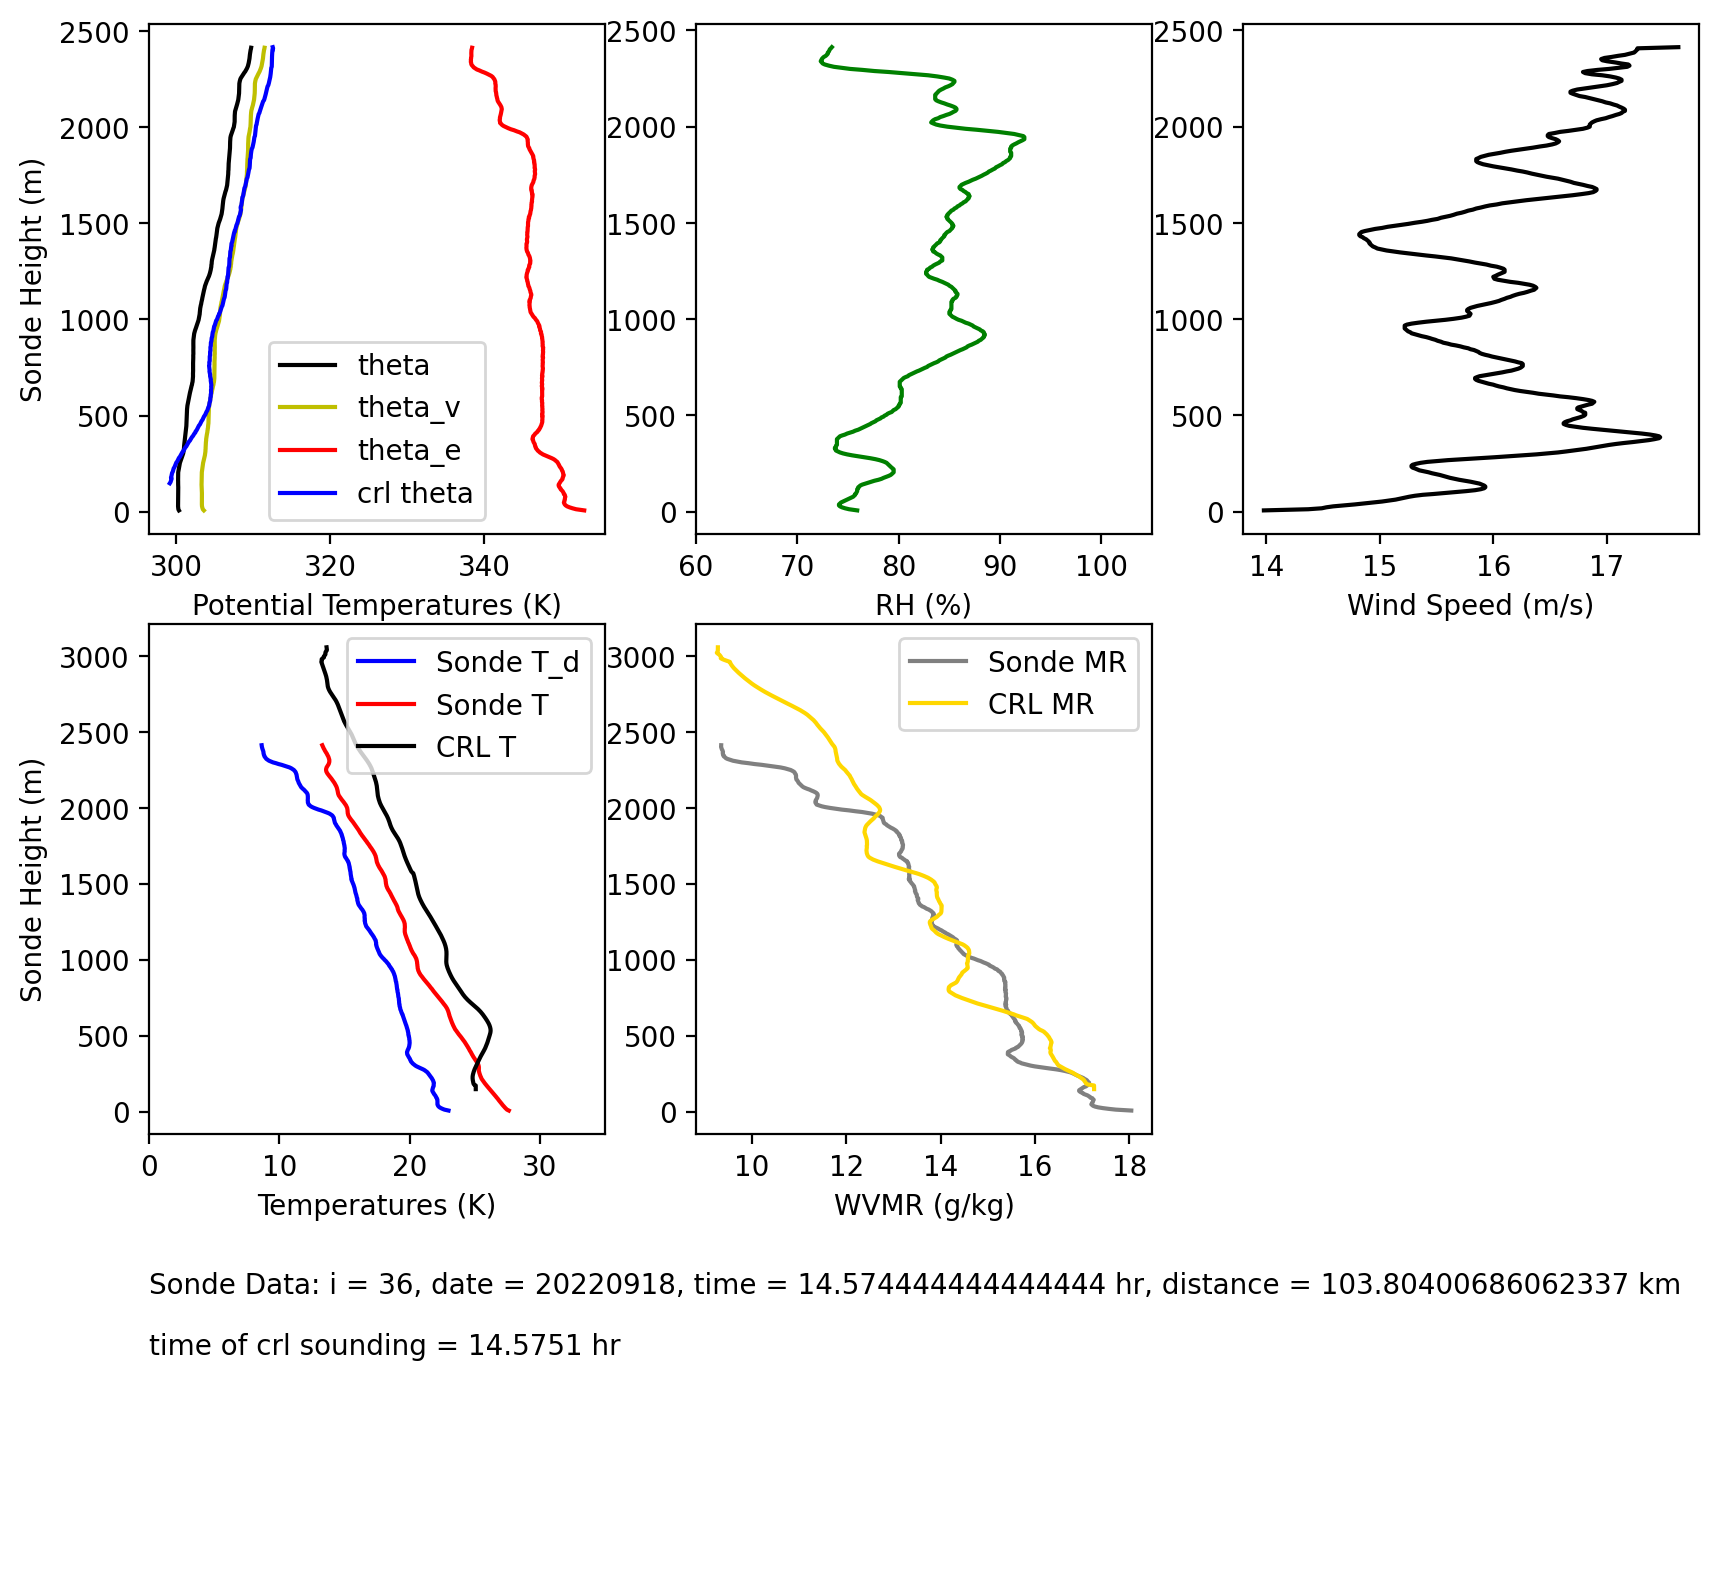 2500
2000
1500
1000
500
0
Sonde Height (m)
300 320 340
Potential Temperatures (K)
theta
theta_v
theta_e
crl theta
2500
2000
1500
1000
500
0
60 70 80 90 100
RH (%)
2500
2000
1500
1000
500
0
14 15 16 17
Wind Speed (m/s)
3000
2500
2000
1500
1000
500
0
Sonde Height (m)
0 10 20 30
Temperatures (K)
Sonde T_d
Sonde T
CRL T
3000
2500
2000
1500
1000
500
0
10 12 14 16 18
WVMR (g/kg)
Sonde MR
CRL MR
Sonde Data: i = 36, date = 20220918, time = 14.574444444444444 hr, distance = 103.80400686062337 km
time of crl sounding = 14.5751 hr